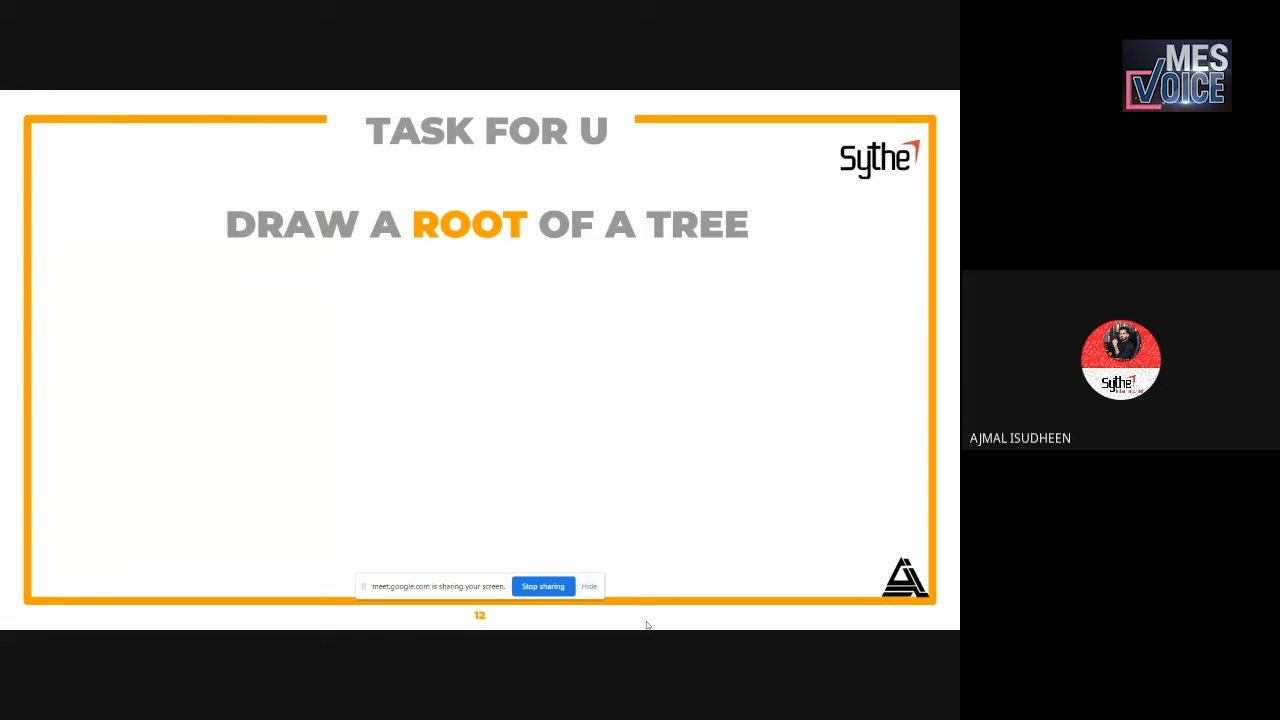 TASK FOR U
Sythe
DRAW A ROOT OF A TREE
meet.google.com is sharing your screen. Stop sharing Hide
12
MES
VOICE
Sythe
AJMAL ISUDHEEN